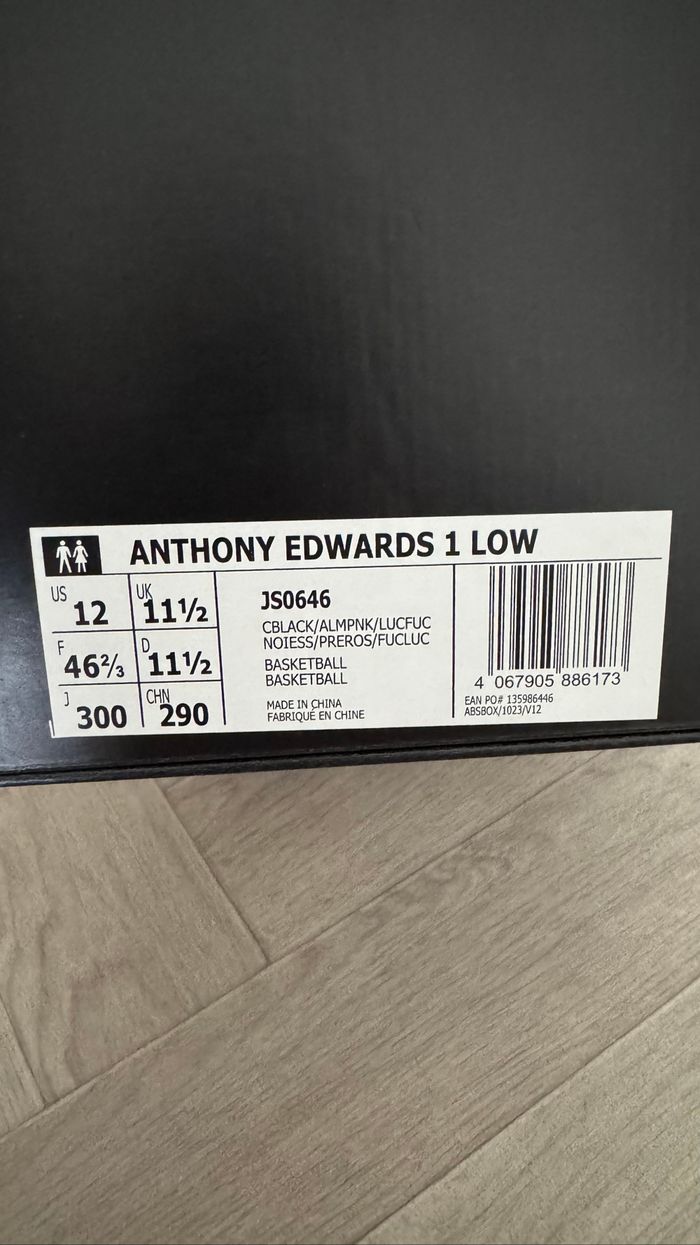 ANTHONY EDWARDS 1 LOW
US 12 UK 11½
F 46⅔ D 11½
J 300 CHN 290
JS0646
CBLACK/ALMPNK/LUCFUC
NOIESS/PREROS/FUCLUC
BASKETBALL
BASKETBALL
MADE IN CHINA
FABRIQUÉ EN CHINE
4 067905 886173
EAN PO# 135986446
ABSBOX/1023/V12